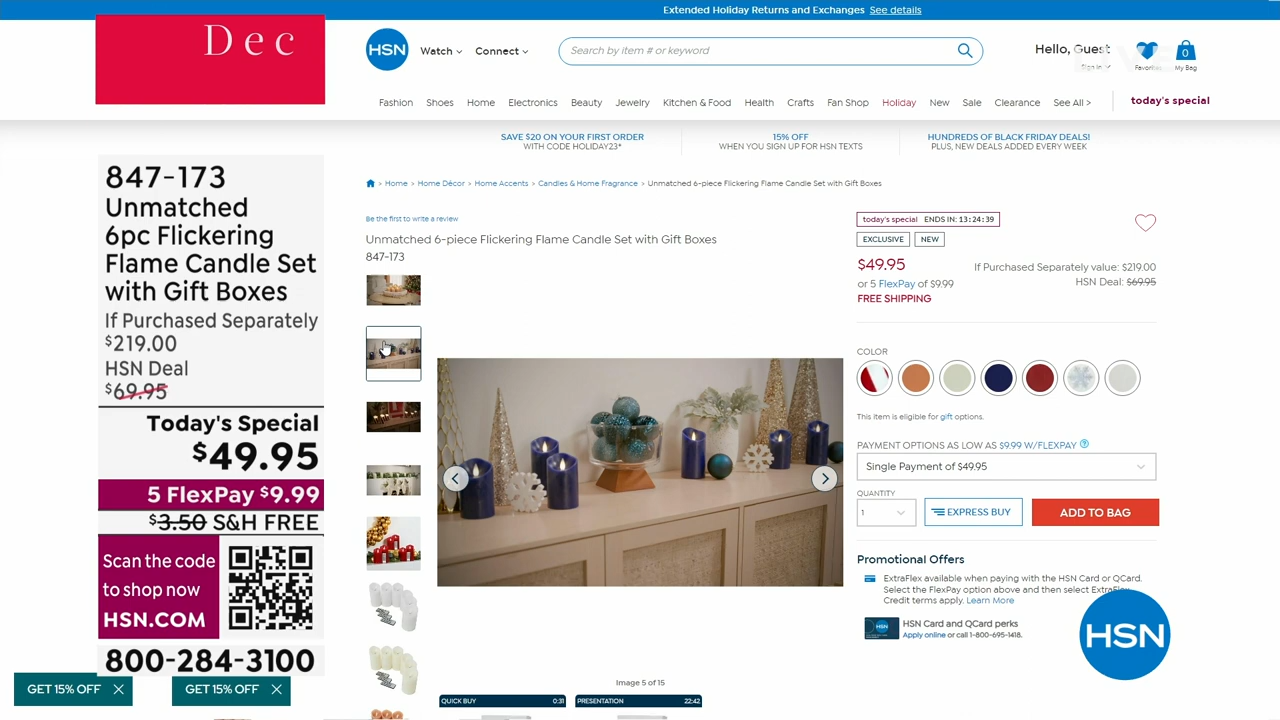 Extended Holiday Returns and Exchanges See details
Dec
HSN
Watch
Connect
Search by item # or keyword
Hello, Guest
Sign In
Favorites
0
My Bag
Fashion Shoes Home Electronics Beauty Jewelry Kitchen & Food Health Crafts Fan Shop Holiday New Sale Clearance See All >
today's special
SAVE $20 ON YOUR FIRST ORDER
WITH CODE HOLIDAY23*
15% OFF
WHEN YOU SIGN UP FOR HSN TEXTS
HUNDREDS OF BLACK FRIDAY DEALS!
PLUS, NEW DEALS ADDED EVERY WEEK
847-173
Unmatched
6pc Flickering
Flame Candle Set
with Gift Boxes
If Purchased Separately
$219.00
HSN Deal
$69.95
Today's Special
$49.95
5 FlexPay $9.99
$3.50 S&H FREE
Scan the code
to shop now
HSN.COM
800-284-3100
GET 15% OFF
GET 15% OFF
> Home > Home Décor > Home Accents > Candles & Home Fragrance > Unmatched 6-piece Flickering Flame Candle Set with Gift Boxes
Be the first to write a review
Unmatched 6-piece Flickering Flame Candle Set with Gift Boxes
847-173
Image 5 of 15
QUICK BUY 0:31
PRESENTATION 22:42
today's special ENDS IN: 13:24:39
EXCLUSIVE
NEW
$49.95
or 5 FlexPay of $9.99
FREE SHIPPING
If Purchased Separately value: $219.00
HSN Deal: $69.95
COLOR
This item is eligible for gift options.
PAYMENT OPTIONS AS LOW AS $9.99 W/FLEXPAY
Single Payment of $49.95
QUANTITY
1
EXPRESS BUY
ADD TO BAG
Promotional Offers
ExtraFlex available when paying with the HSN Card or QCard.
Select the FlexPay option above and then select ExtraFlex
Credit terms apply. Learn More
HSN
HSN Card and QCard perks
Apply online or call 1-800-695-1418.
HSN